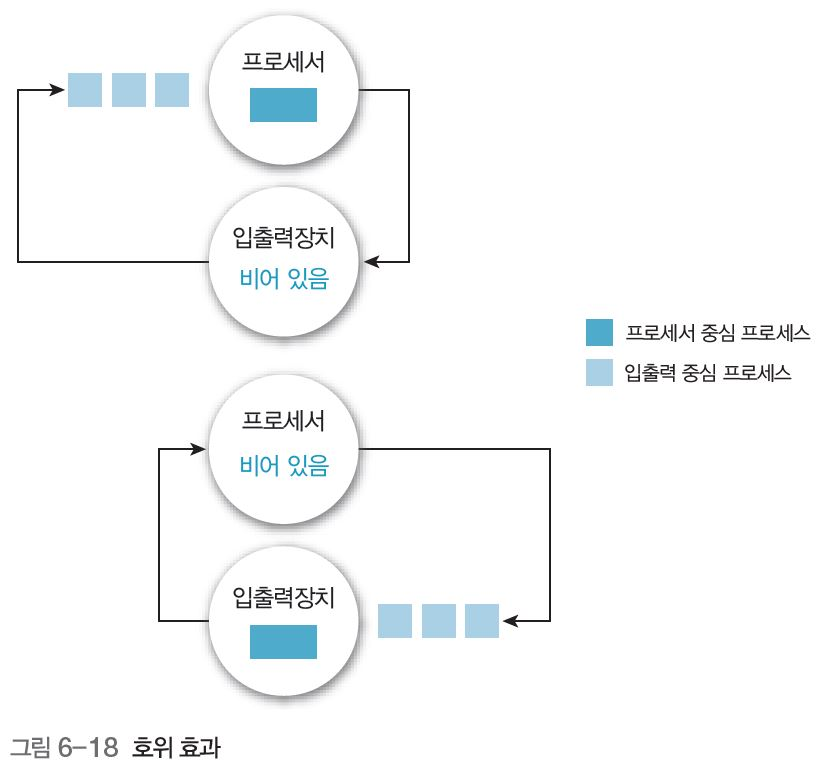 프로세서
입출력장치
비어 있음
프로세서 중심 프로세스
입출력 중심 프로세스
프로세서
비어 있음
입출력장치
그림 6-18 호위 효과